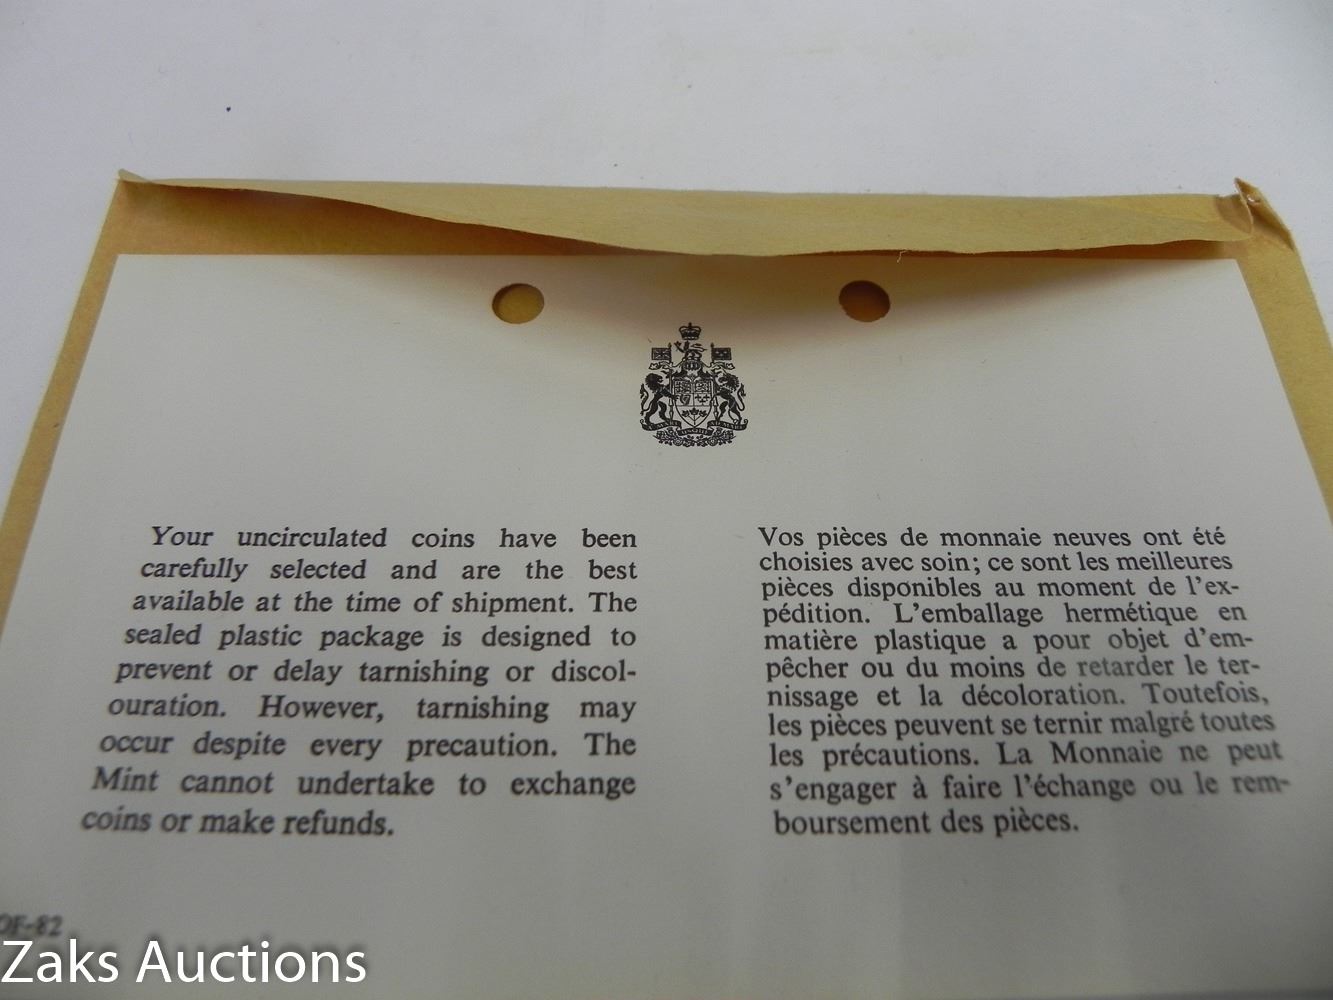 Your uncirculated coins have been
carefully selected and are the best
available at the time of shipment. The
sealed plastic package is designed to
prevent or delay tarnishing or discol-
ouration. However, tarnishing may
occur despite every precaution. The
Mint cannot undertake to exchange
coins or make refunds.
Vos pièces de monnaie neuves ont été
choisies avec soin; ce sont les meilleures
pièces disponibles au moment de l'ex-
pédition. L'emballage hermétique en
matière plastique a pour objet d'em-
pêcher ou du moins de retarder le ter-
nissage et la décoloration. Toutefois,
les pièces peuvent se ternir malgré toutes
les précautions. La Monnaie ne peut
s'engager à faire l'échange ou le rem-
boursement des pièces.
OF-82
Zaks Auctions